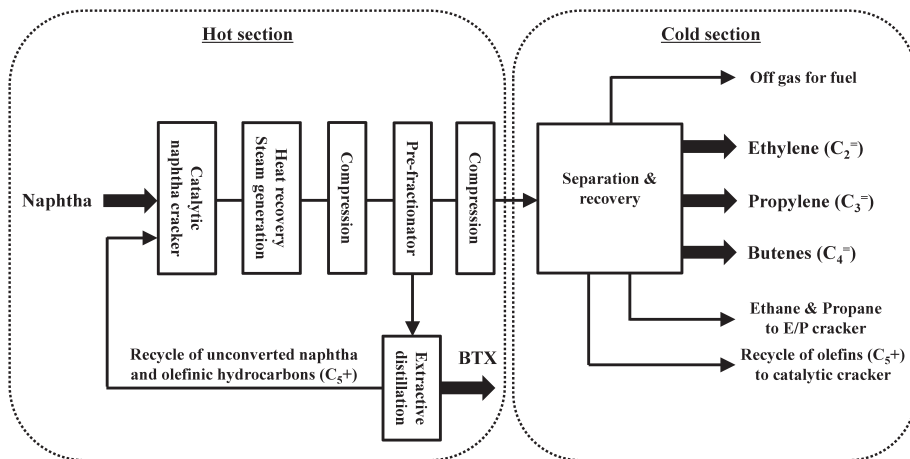 Hot section
Cold section
Naphtha
Catalytic
naphtha cracker
Heat recovery
Steam generation
Compression
Pre-fractionator
Compression
Separation &
recovery
Off gas for fuel
Ethylene (C2=)
Propylene (C3=)
Butenes (C4=)
Ethane & Propane
to E/P cracker
Recycle of olefins (C5+)
to catalytic cracker
Recycle of unconverted naphtha
and olefinic hydrocarbons (C5+)
Extractive
distillation
BTX